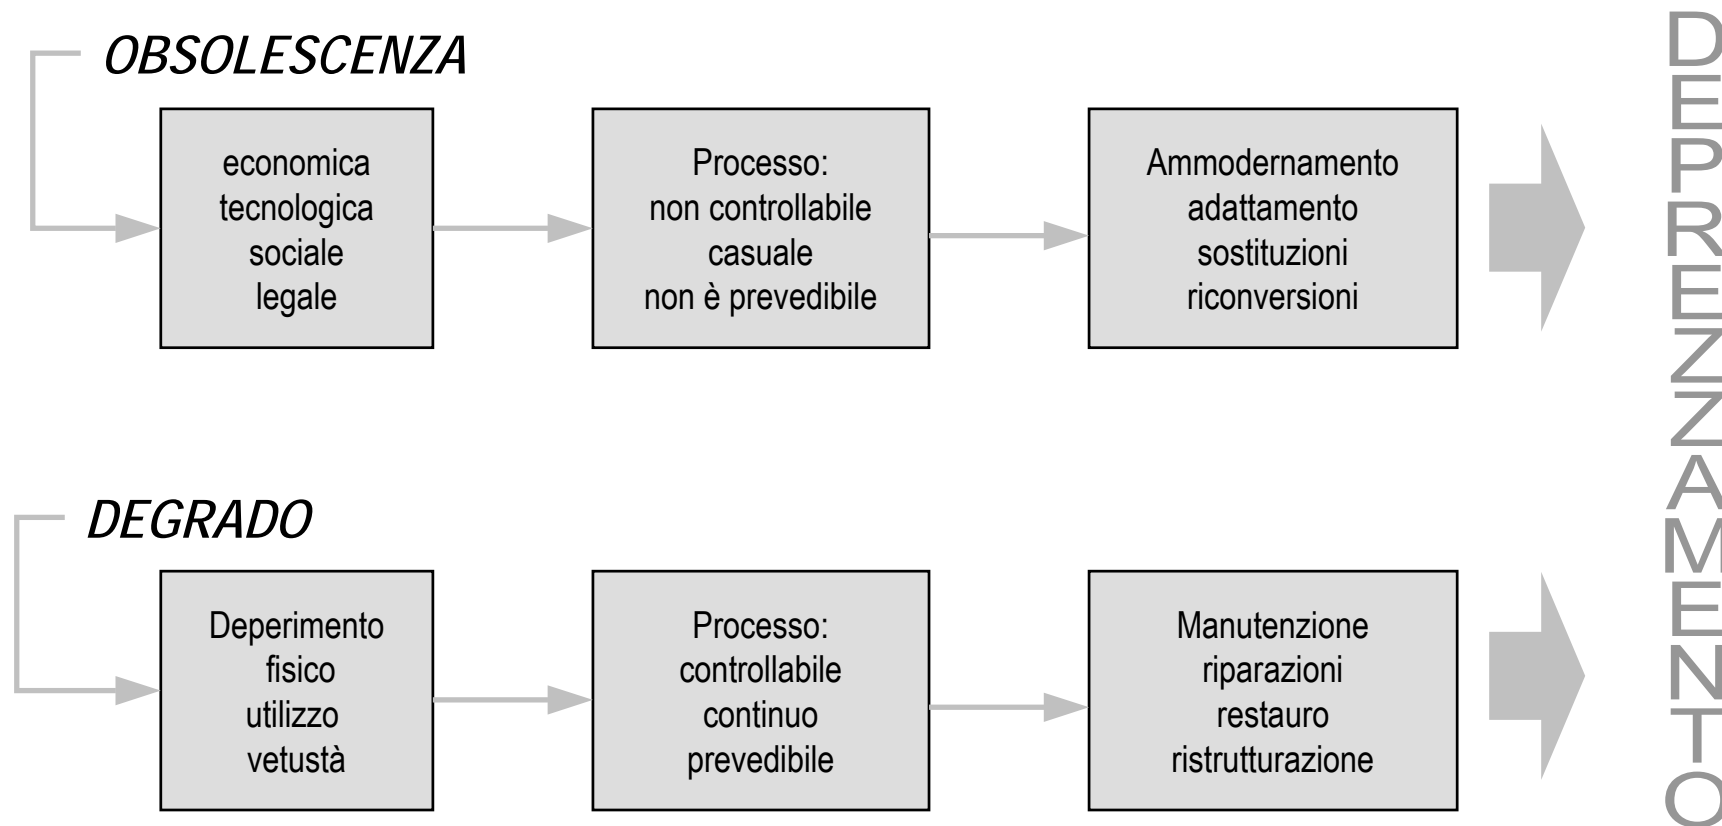 OBSOLESCENZA
economica
tecnologica
sociale
legale
Processo:
non controllabile
casuale
non è prevedibile
Ammodernamento
adattamento
sostituzioni
riconversioni
DEGRADO
Deperimento
fisico
utilizzo
vetustà
Processo:
controllabile
continuo
prevedibile
Manutenzione
riparazioni
restauro
ristrutturazione
DEPREZZAMENTO